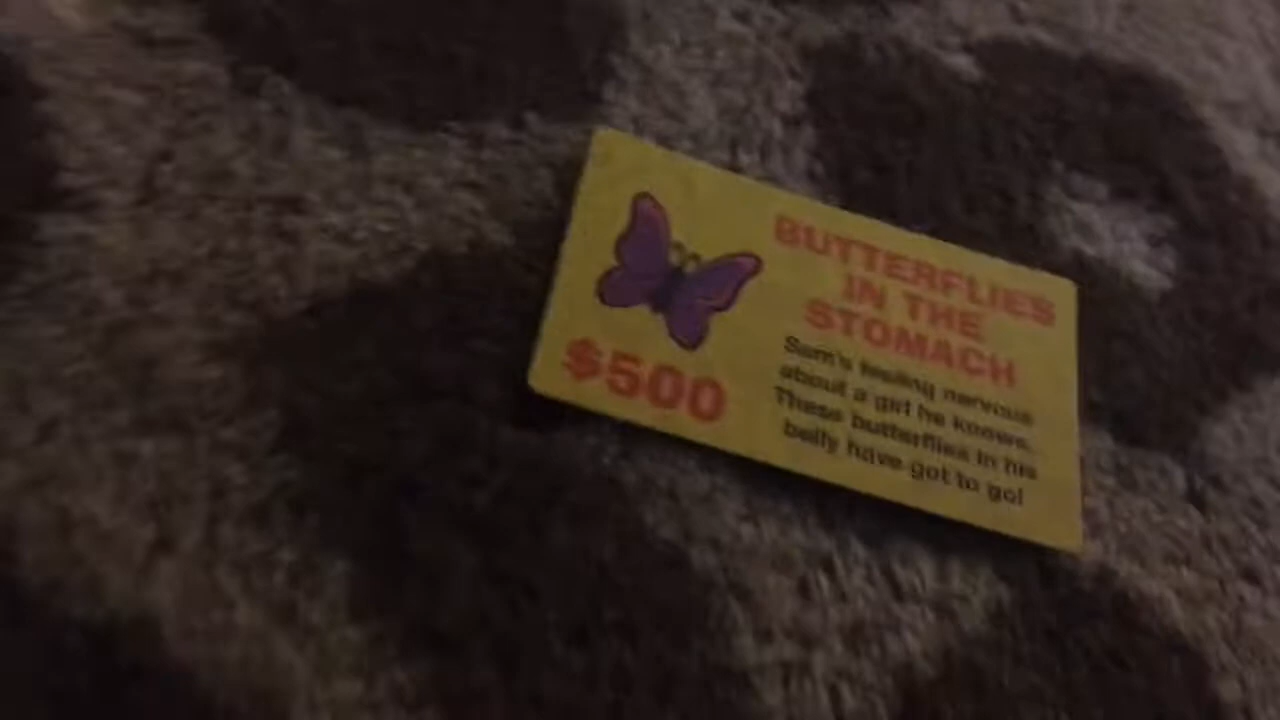 BUTTERFLIES
IN THE
STOMACH
Sam's feeling nervous
about a girl he knows.
These butterflies in his
belly have got to go!
$500